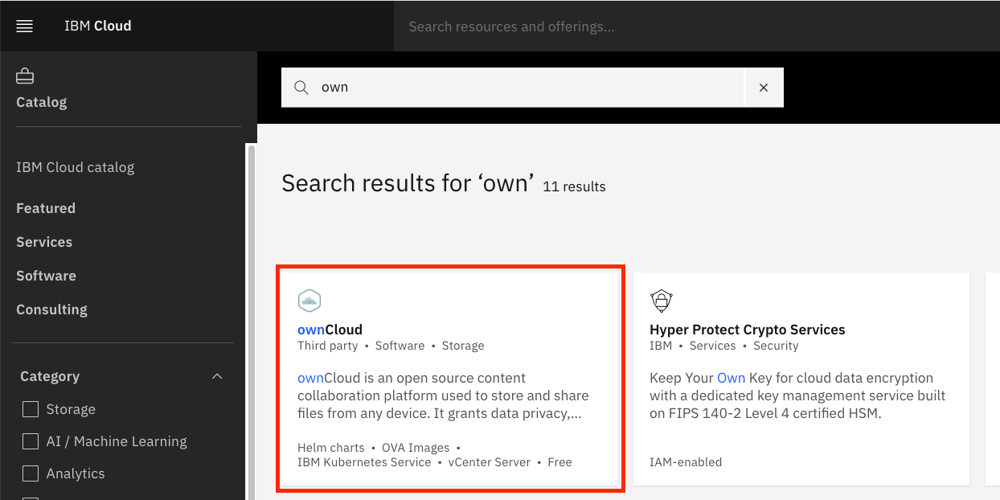 IBM Cloud
Search resources and offerings...
Catalog
own
IBM Cloud catalog
Featured
Services
Software
Consulting
Category
Storage
AI / Machine Learning
Analytics
Search results for ‘own’ 11 results
ownCloud
Third party • Software • Storage
ownCloud is an open source content
collaboration platform used to store and share
files from any device. It grants data privacy,...
Helm charts • OVA Images •
IBM Kubernetes Service • vCenter Server • Free
Hyper Protect Crypto Services
IBM • Services • Security
Keep Your Own Key for cloud data encryption
with a dedicated key management service built
on FIPS 140-2 Level 4 certified HSM.
IAM-enabled